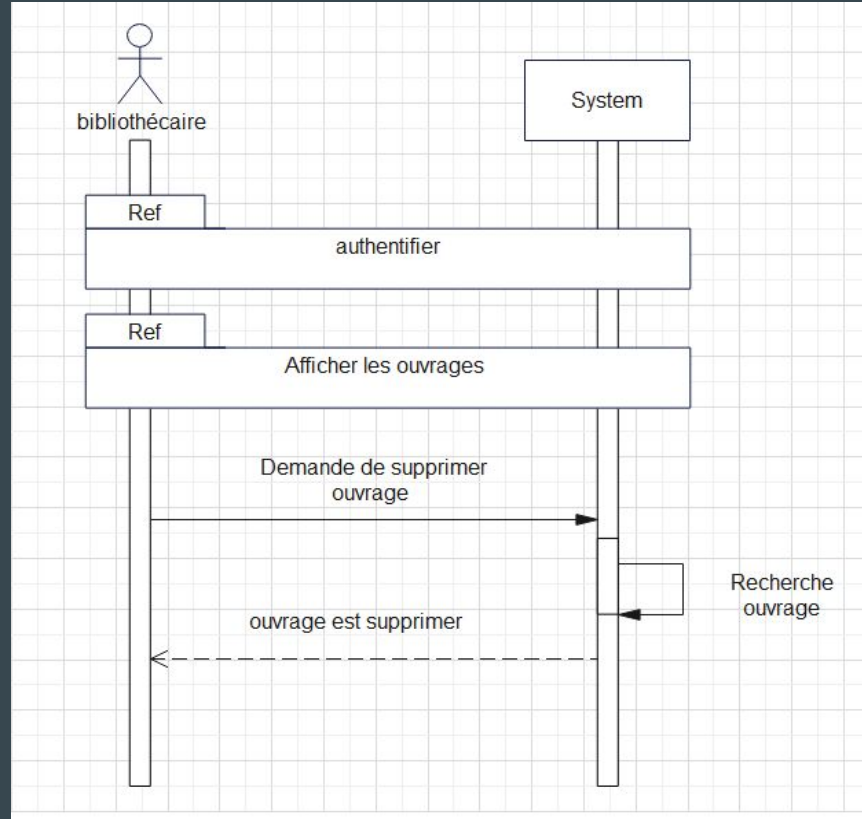 bibliothécaire
System
Ref
authentifier
Ref
Afficher les ouvrages
Demande de supprimer
ouvrage
Recherche
ouvrage
ouvrage est supprimer